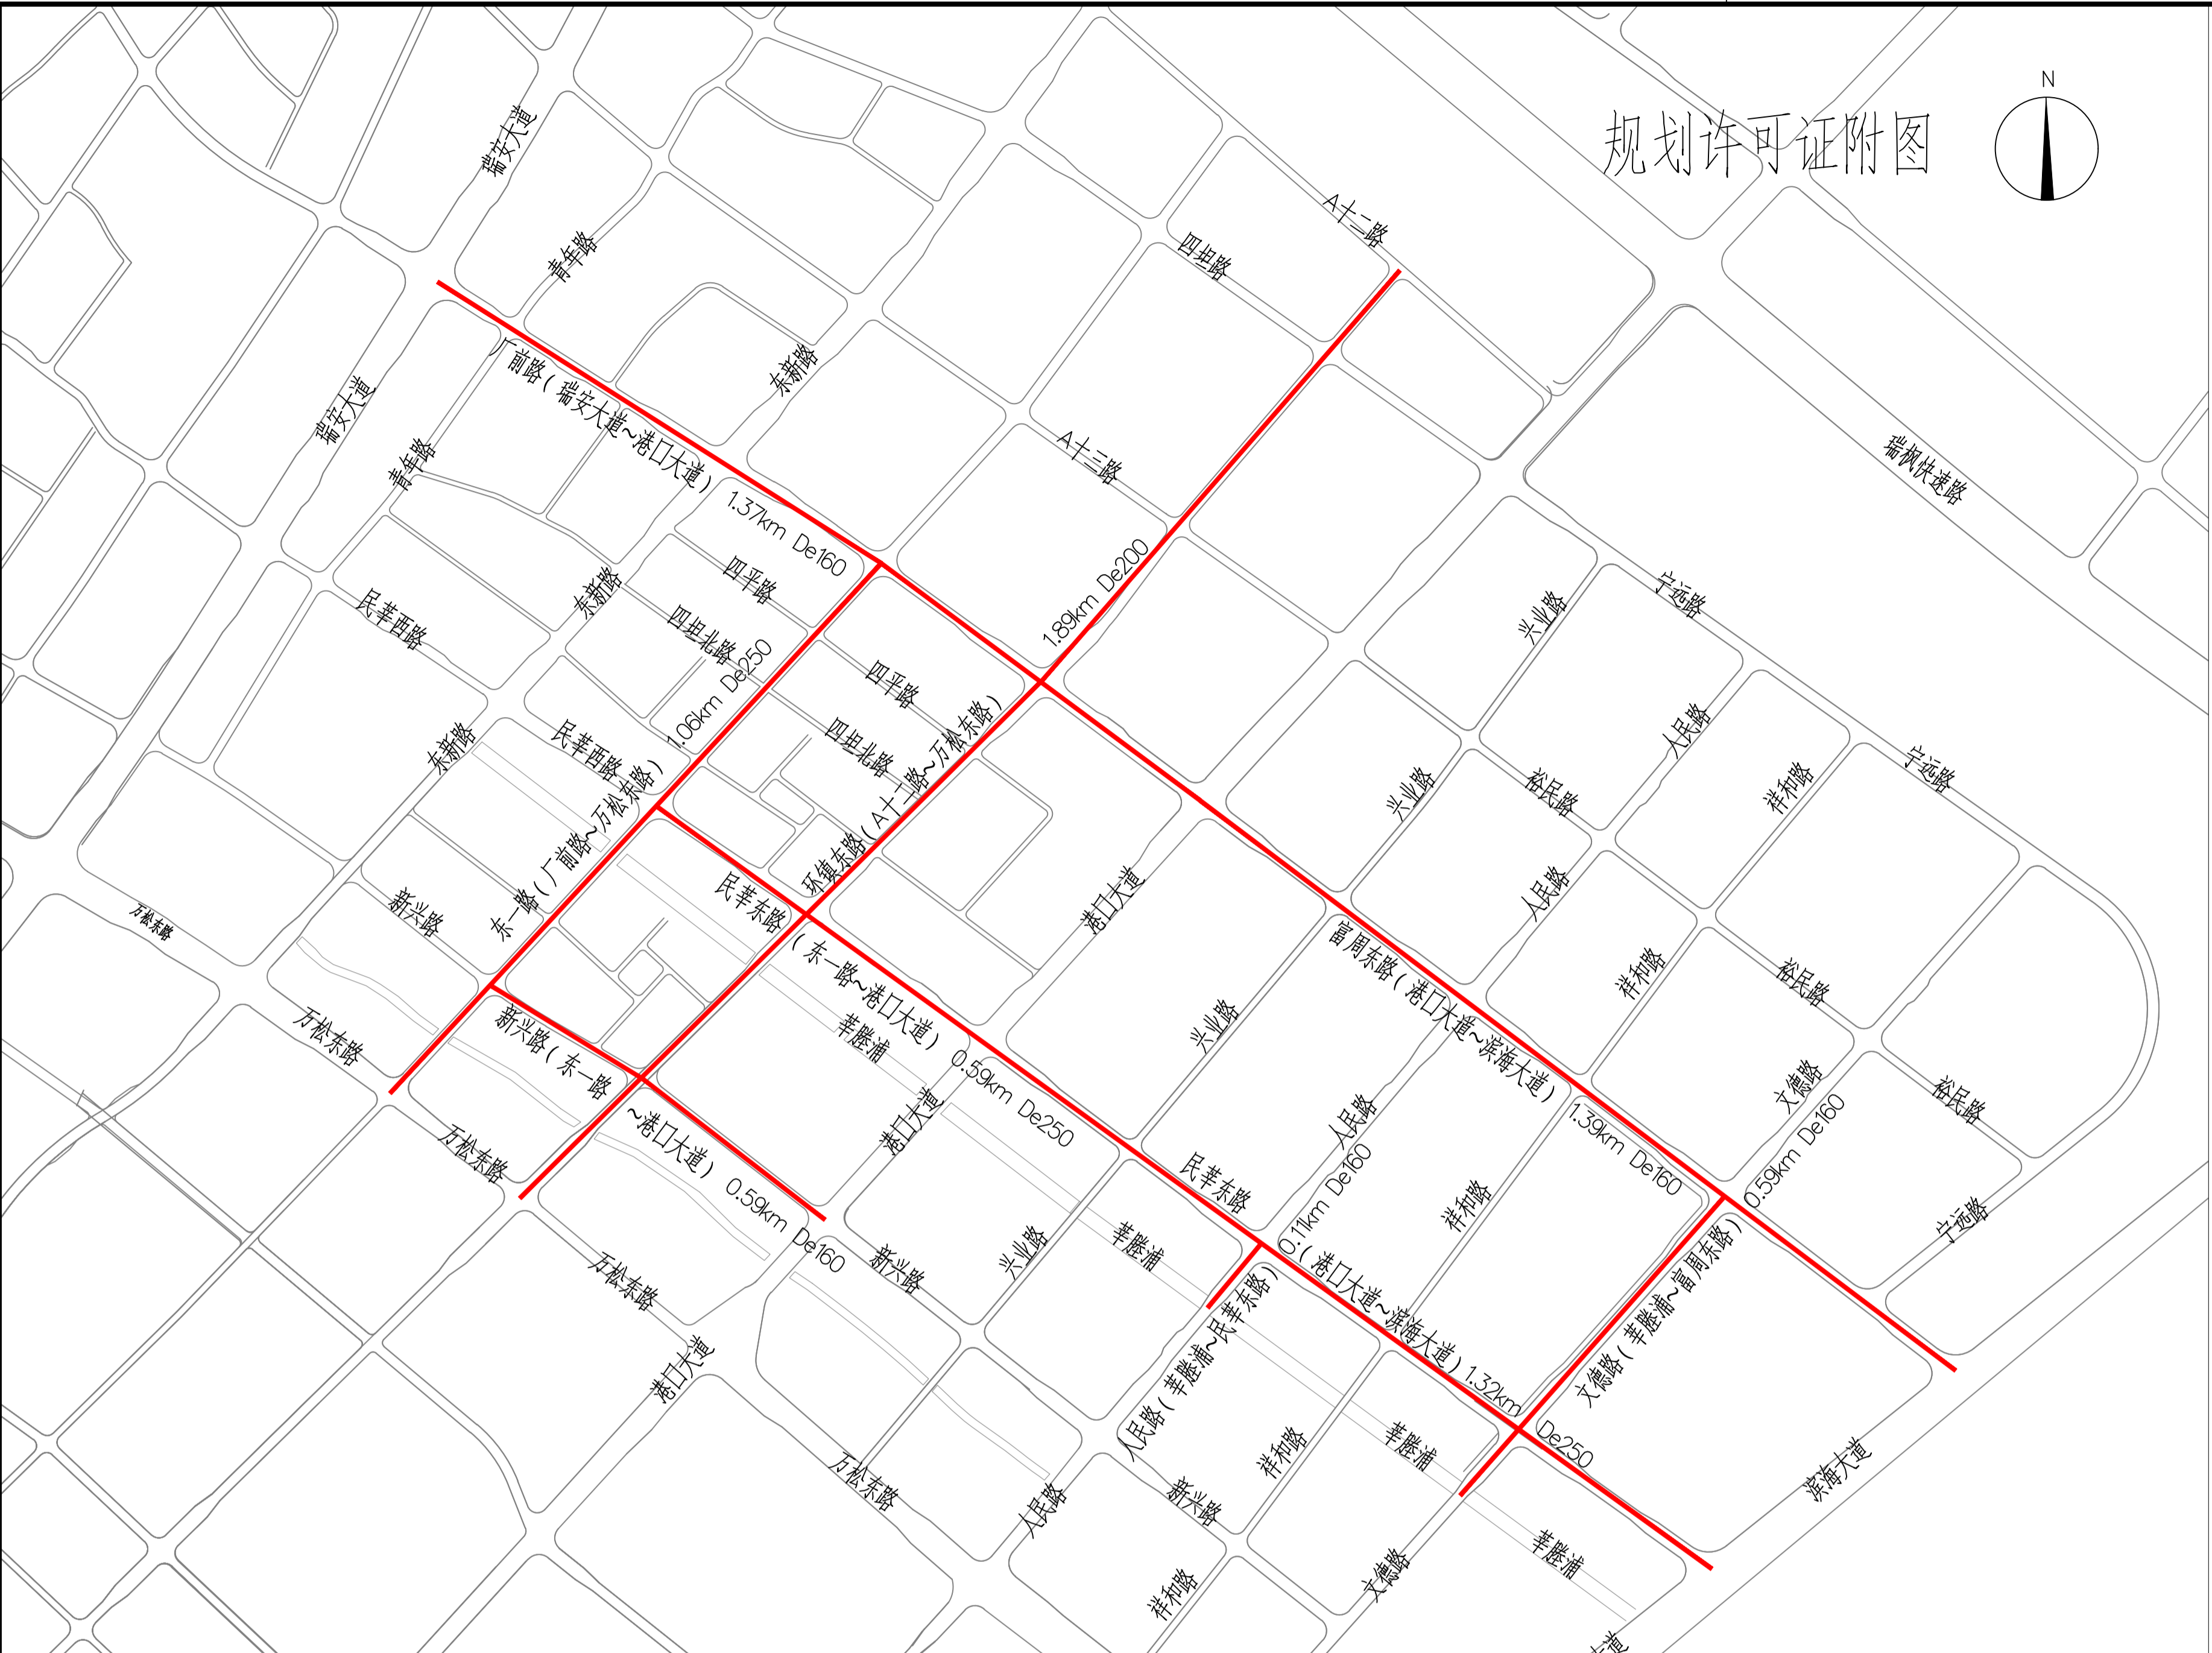 N
规划许可证附图
瑞安大道
A十二路
四坦路
青年路
东新路
厂前路(瑞安大道~港口大道) 1.37km De160
瑞安大道
青年路
A十三路
瑞枫快速路
1.89km De200
四平路
东新路
四坦北路
民莘西路
1.06km De250
兴业路
宁远路
四平路
四坦北路
人民路
东新路
民莘西路
兴业路
裕民路
祥和路
宁远路
环镇东路(A十二路~万松东路)
东一路(厂前路~万松东路)
民莘东路
(东一路~港口大道) 0.59km De250
港口大道
人民路
新兴路
万松东路
富周东路(港口大道~滨海大道)
1.39km De160
祥和路
裕民路
兴业路
万松东路
新兴路(东一路
~港口大道) 0.59km De160
莘塍浦
港口大道
人民路
文德路
0.59km De160
裕民路
万松东路
民莘东路
0.11km De160
祥和路
宁远路
莘塍浦
兴业路
新兴路
万松东路
(港口大道~滨海大道) 1.32km
De250
文德路(莘塍浦~富周东路)
人民路(莘塍浦~民莘东路)
港口大道
祥和路
莘塍浦
滨海大道
万松东路
人民路
新兴路
莘塍浦
文德路
祥和路